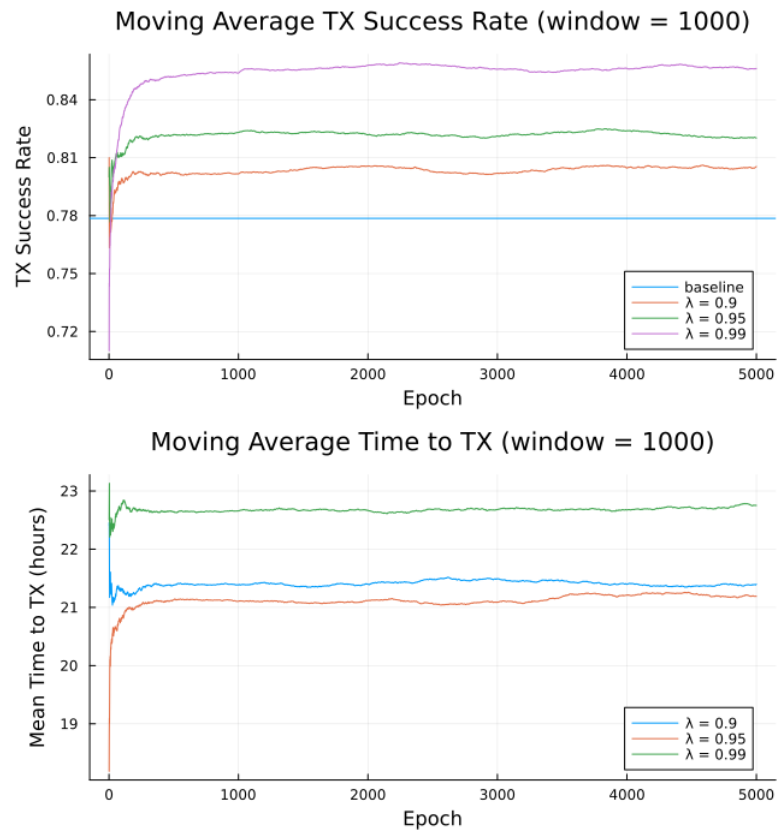 Moving Average TX Success Rate (window = 1000)
TX Success Rate
0.84
0.81
0.78
0.75
0.72
baseline
λ = 0.9
λ = 0.95
λ = 0.99
0
1000
2000
3000
4000
5000
Epoch
Moving Average Time to TX (window = 1000)
Mean Time to TX (hours)
23
22
21
20
19
λ = 0.9
λ = 0.95
λ = 0.99
0
1000
2000
3000
4000
5000
Epoch